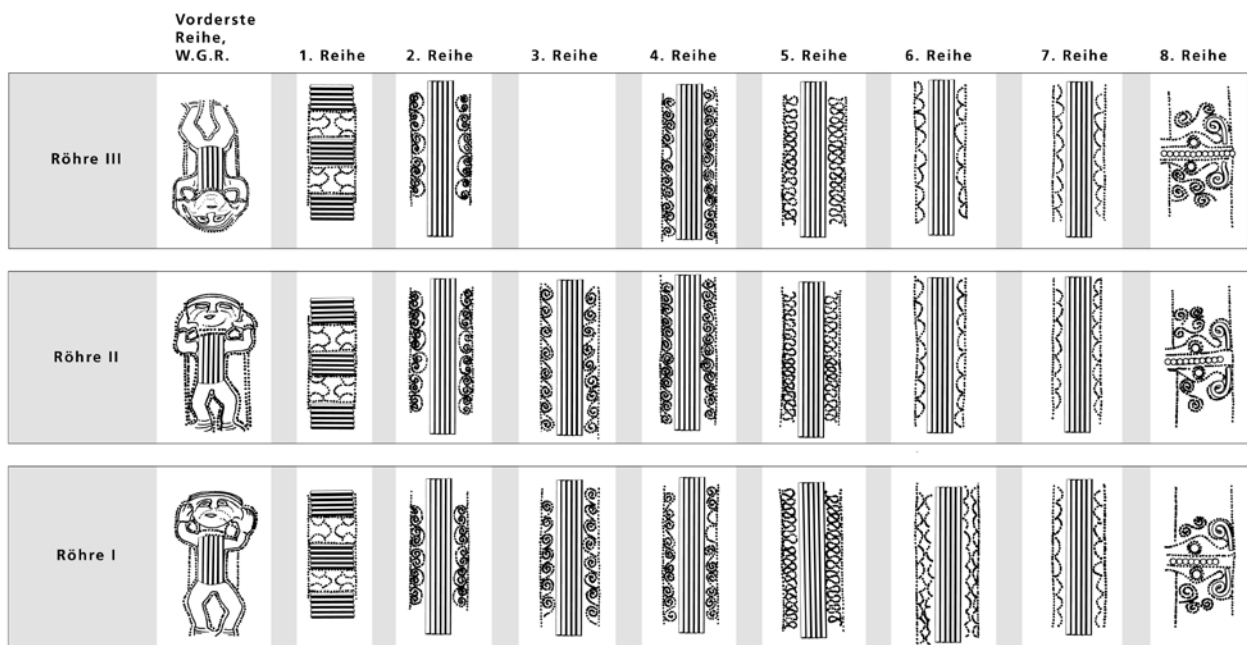 Vorderste
Reihe,
W.G.R. 1. Reihe 2. Reihe 3. Reihe 4. Reihe 5. Reihe 6. Reihe 7. Reihe 8. Reihe
Röhre III
Röhre II
Röhre I